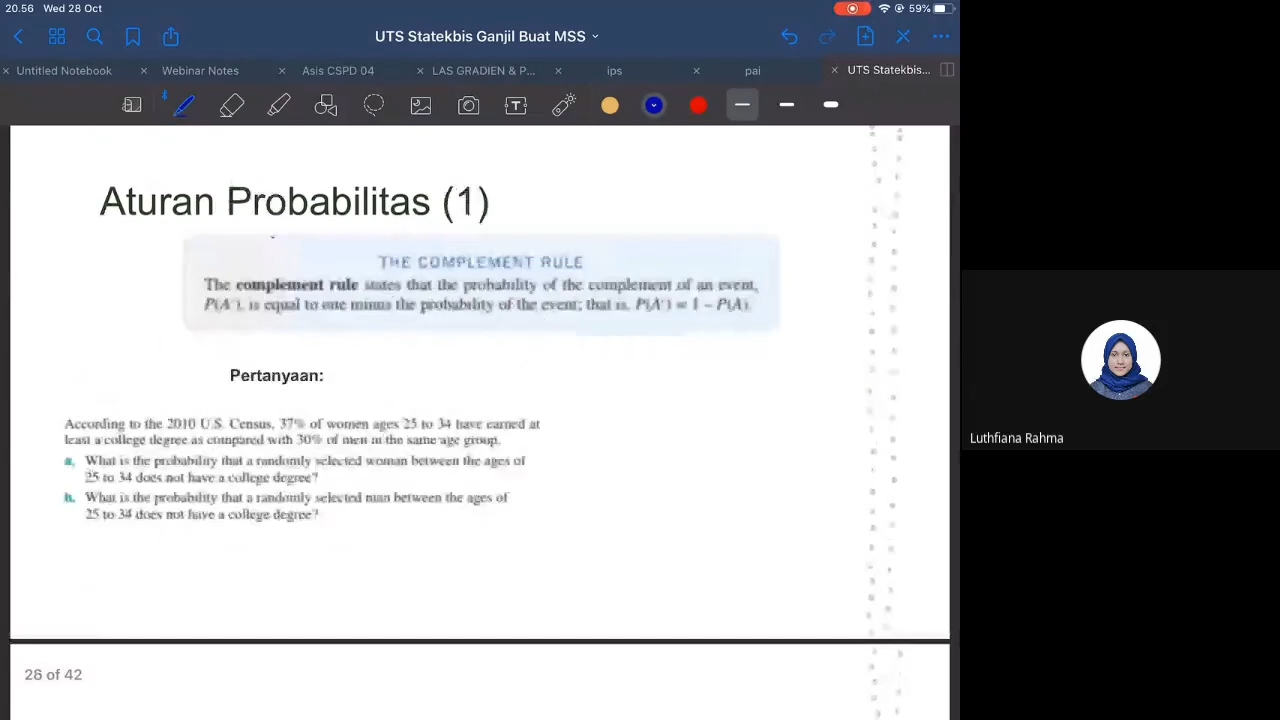 20.56 Wed 28 Oct
59%
UTS Statekbis Ganjil Buat MSS
Untitled Notebook
Webinar Notes
Asis CSPD 04
LAS GRADIEN & P...
ips
pai
UTS Statekbis...
T
Aturan Probabilitas (1)
THE COMPLEMENT RULE
The complement rule states that the probability of the complement of an event,
P(Aᶜ), is equal to one minus the probability of the event; that is, P(Aᶜ) = 1 − P(A).
Pertanyaan:
According to the 2010 U.S. Census, 37% of women ages 25 to 34 have earned at
least a college degree as compared with 30% of men in the same age group.
a. What is the probability that a randomly selected woman between the ages of
25 to 34 does not have a college degree?
b. What is the probability that a randomly selected man between the ages of
25 to 34 does not have a college degree?
26 of 42
Luthfiana Rahma